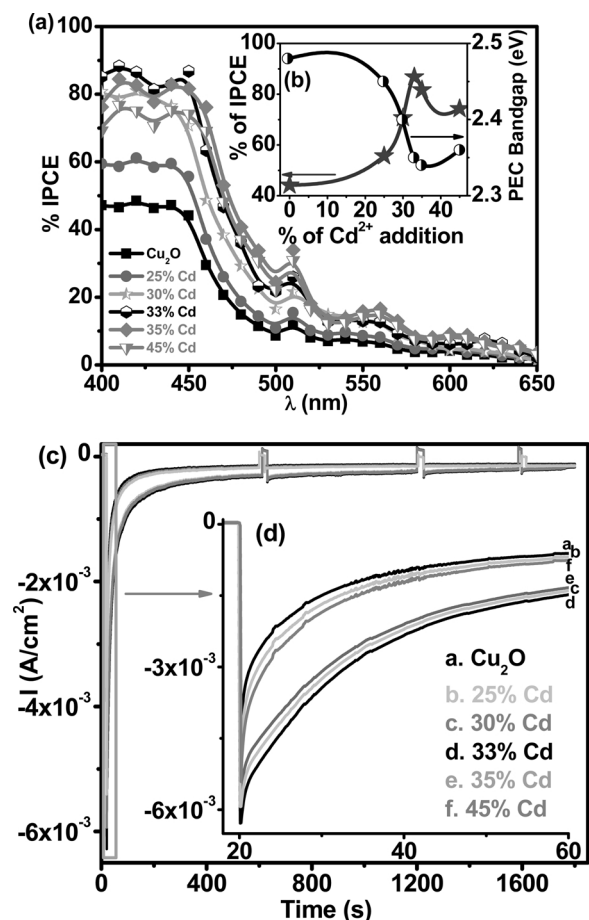 (a)
% IPCE
100
80
60
40
20
0
400 450 500 550 600 650
λ (nm)
Cu₂O
25% Cd
30% Cd
33% Cd
35% Cd
45% Cd
(b)
% of IPCE
100
80
60
40
0 10 20 30 40
% of Cd²⁺ addition
2.5
2.4
2.3
2.2
PEC Bandgap (eV)
(c)
-I (A/cm²)
0
-2x10⁻³
-4x10⁻³
-6x10⁻³
0 400 800 1200 1600
Time (s)
(d)
0
-3x10⁻³
-6x10⁻³
20 40 60
a
b
f
e
c
d
a. Cu₂O
b. 25% Cd
c. 30% Cd
d. 33% Cd
e. 35% Cd
f. 45% Cd